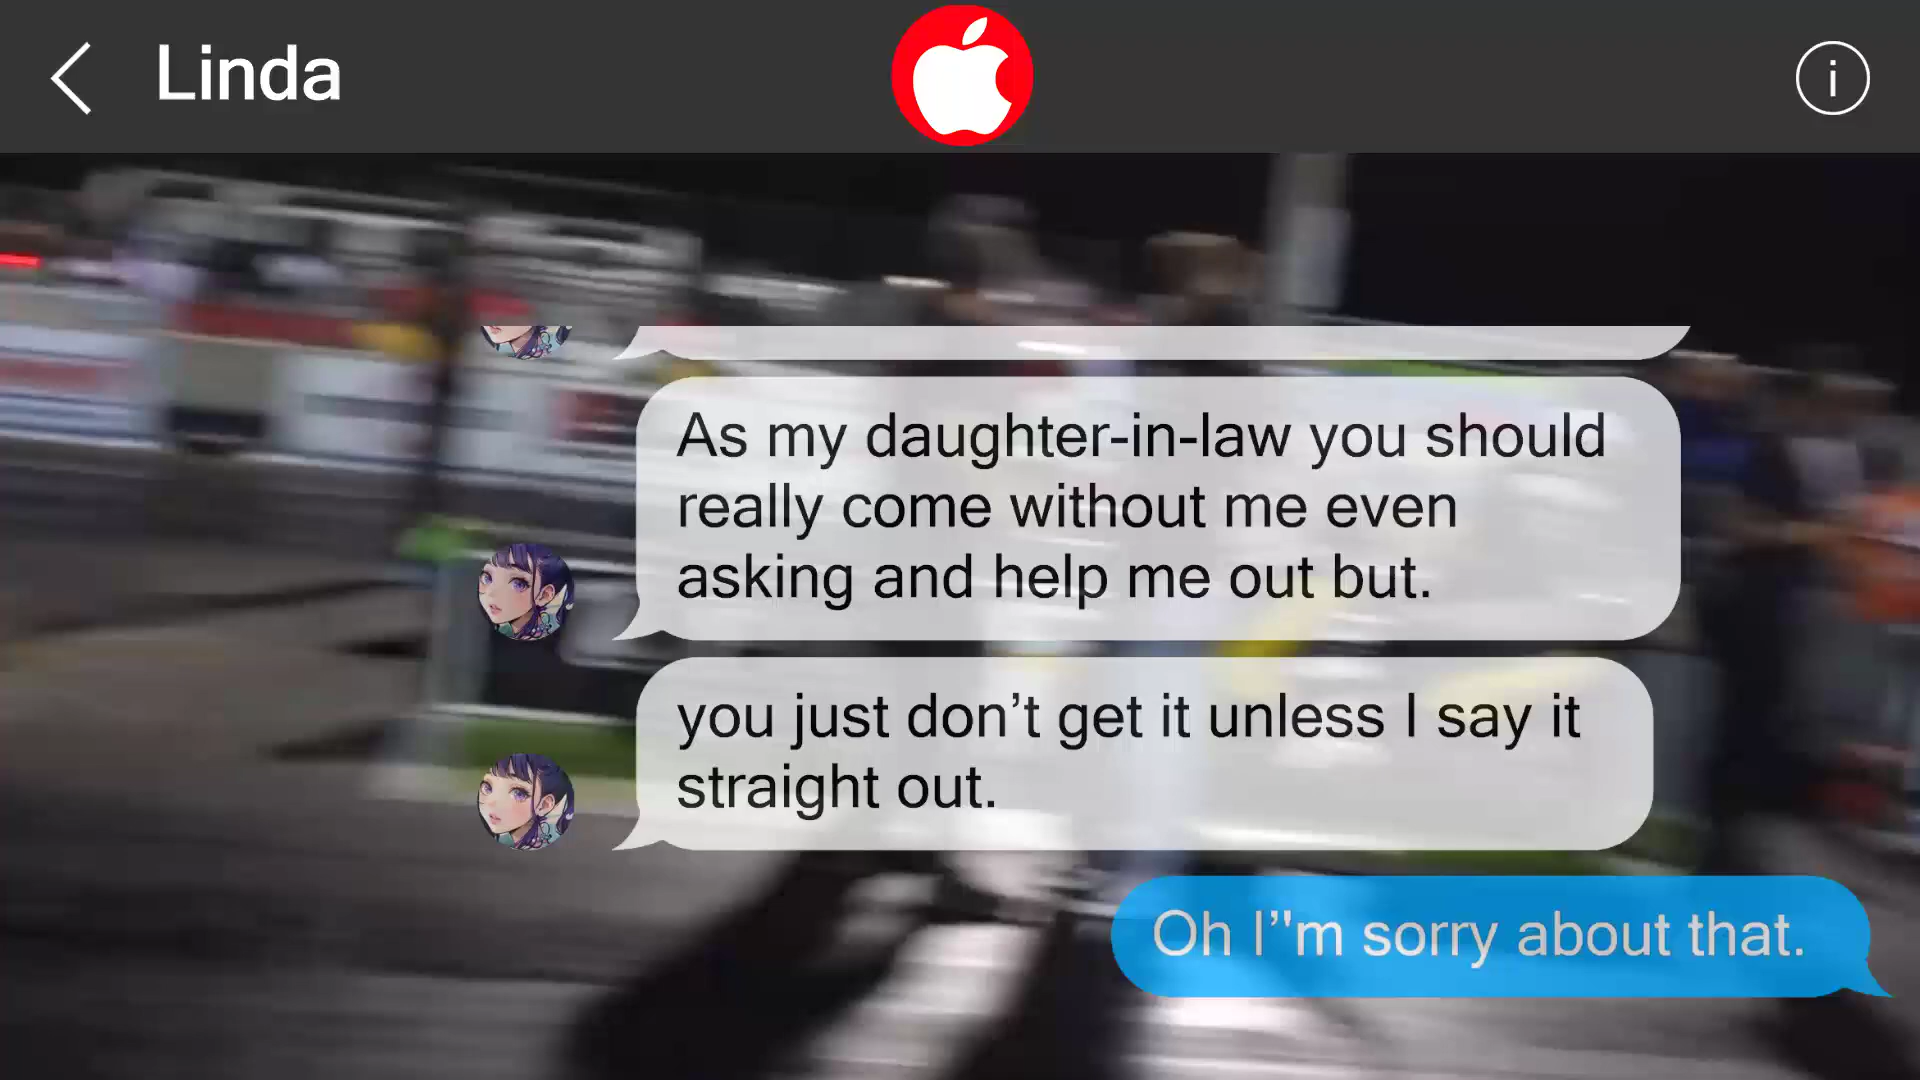 Linda
i
As my daughter-in-law you should
really come without me even
asking and help me out but.
you just don’t get it unless I say it
straight out.
Oh I”m sorry about that.